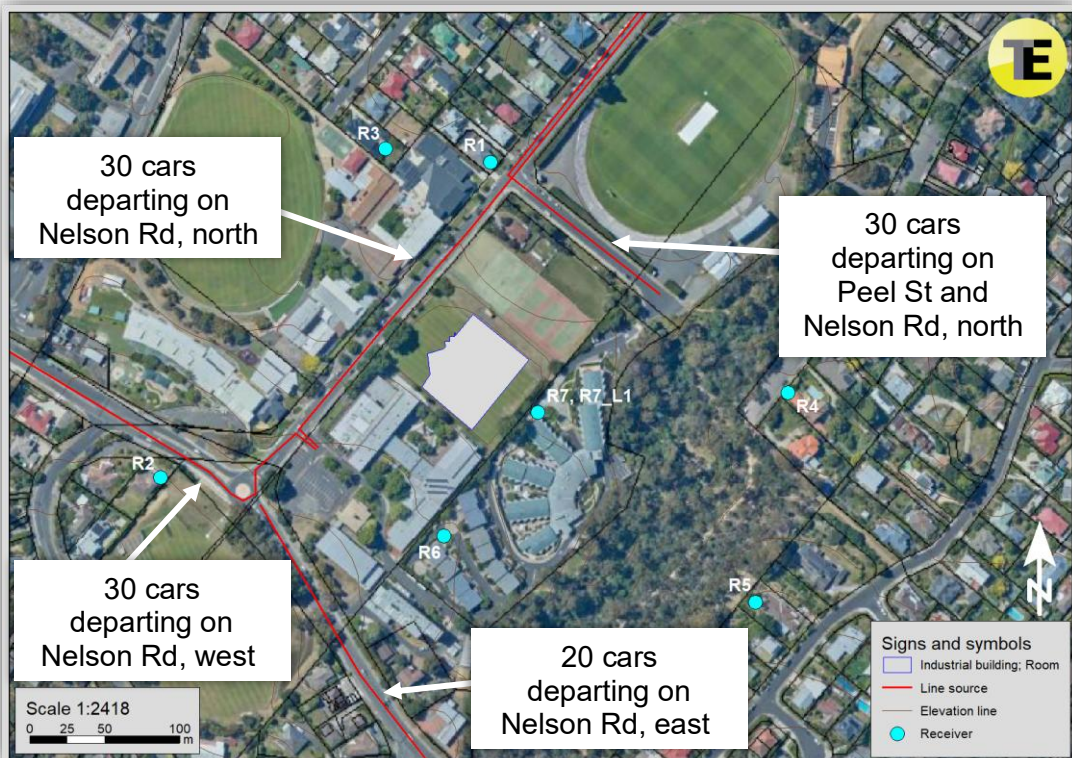 TE
30 cars
departing on
Nelson Rd, north
R3
R1
30 cars
departing on
Peel St and
Nelson Rd, north
R7, R7_L1
R4
R2
R6
R5
30 cars
departing on
Nelson Rd, west
20 cars
departing on
Nelson Rd, east
N
Scale 1:2418
0 25 50 100
m
Signs and symbols
Industrial building; Room
Line source
Elevation line
Receiver